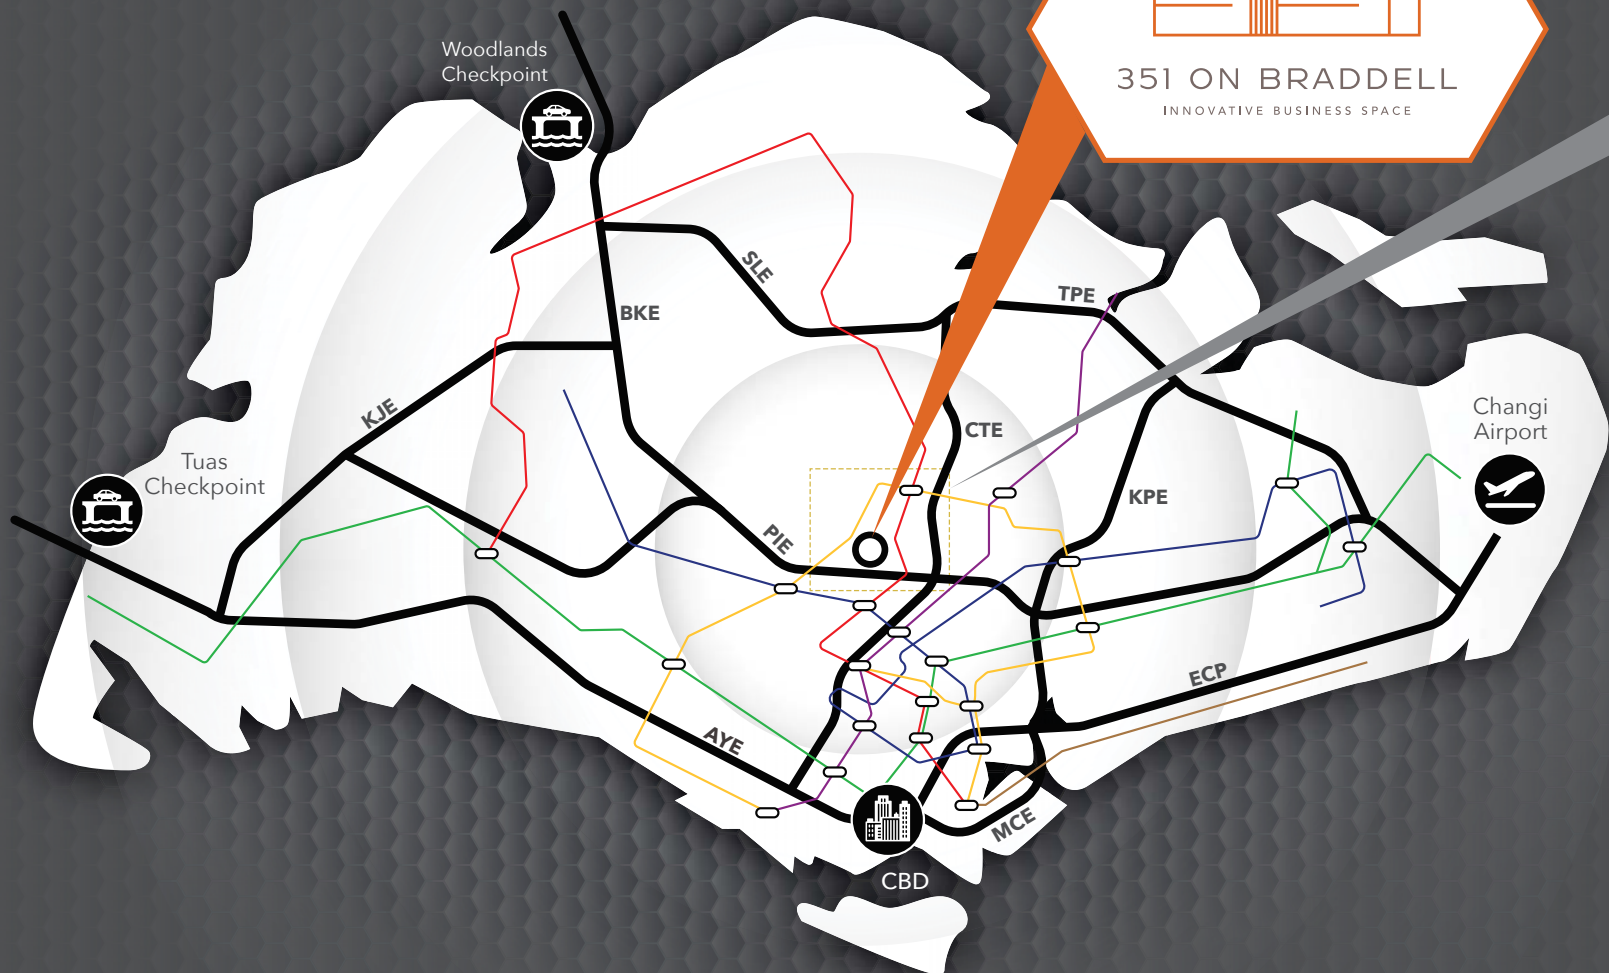 Woodlands
Checkpoint
351 ON BRADDELL
INNOVATIVE BUSINESS SPACE
SLE
TPE
BKE
KJE
CTE
Changi
Airport
Tuas
Checkpoint
KPE
PIE
ECP
AYE
MCE
CBD